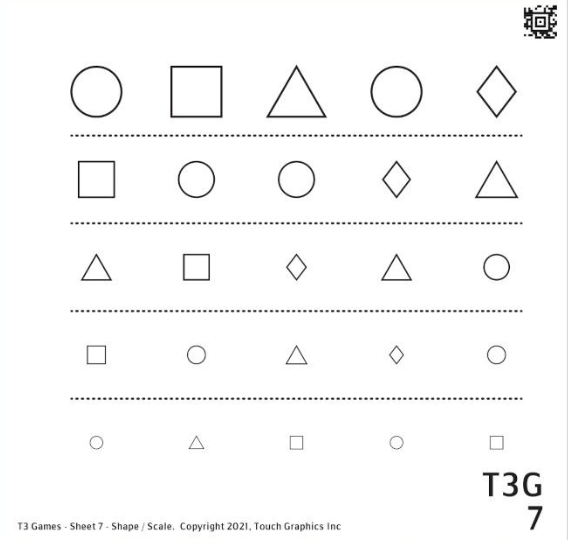 T3G
7
T3 Games - Sheet 7 - Shape / Scale. Copyright 2021, Touch Graphics Inc